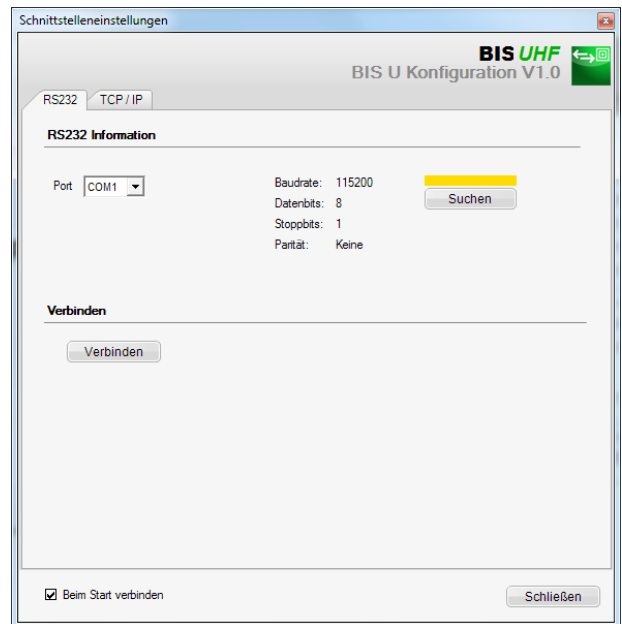 Schnittstelleneinstellungen
BIS UHF
BIS U Konfiguration V1.0
RS232 TCP / IP
RS232 Information
Port COM1 Baudrate: 115200
Suchen
Datenbits: 8
Stoppbits: 1
Parität: Keine
Verbinden
Verbinden
Beim Start verbinden Schließen